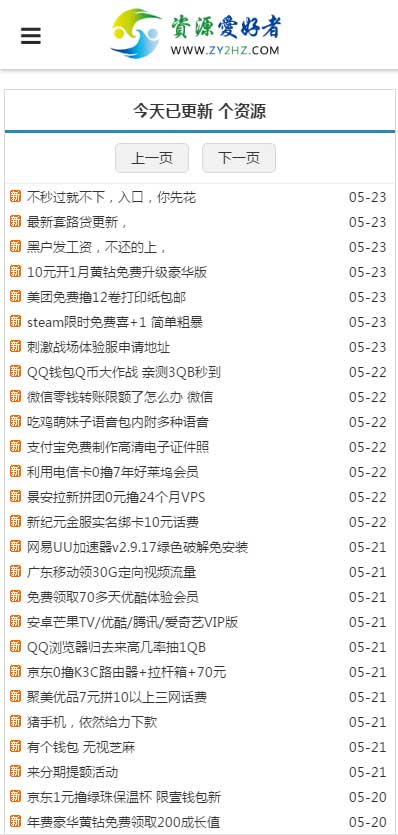 資源愛好者
WWW.ZY2HZ.COM
今天已更新 个资源
上一页 下一页
新 不秒过就不下，入口，你先花 05-23
新 最新套路贷更新， 05-23
新 黑户发工资，不还的上， 05-23
新 10元开1月黄钻免费升级豪华版 05-23
新 美团免费撸12卷打印纸包邮 05-23
新 steam限时免费喜+1 简单粗暴 05-23
新 刺激战场体验服申请地址 05-23
新 QQ钱包Q币大作战 亲测3QB秒到 05-22
新 微信零钱转账限额了怎么办 微信 05-22
新 吃鸡萌妹子语音包内附多种语音 05-22
新 支付宝免费制作高清电子证件照 05-22
新 利用电信卡0撸7年好莱坞会员 05-22
新 景安拉新拼团0元撸24个月VPS 05-22
新 新纪元金服实名绑卡10元话费 05-22
新 网易UU加速器v2.9.17绿色破解免安装 05-21
新 广东移动领30G定向视频流量 05-21
新 免费领取70多天优酷体验会员 05-21
新 安卓芒果TV/优酷/腾讯/爱奇艺VIP版 05-21
新 QQ浏览器归去来高几率抽1QB 05-21
新 京东0撸K3C路由器+拉杆箱+70元 05-21
新 聚美优品7元拼10以上三网话费 05-21
新 猪手机，依然给力下款 05-21
新 有个钱包 无视芝麻 05-21
新 来分期提额活动 05-21
新 京东1元撸绿珠保温杯 限壹钱包新 05-20
新 年费豪华黄钻免费领取200成长值 05-20